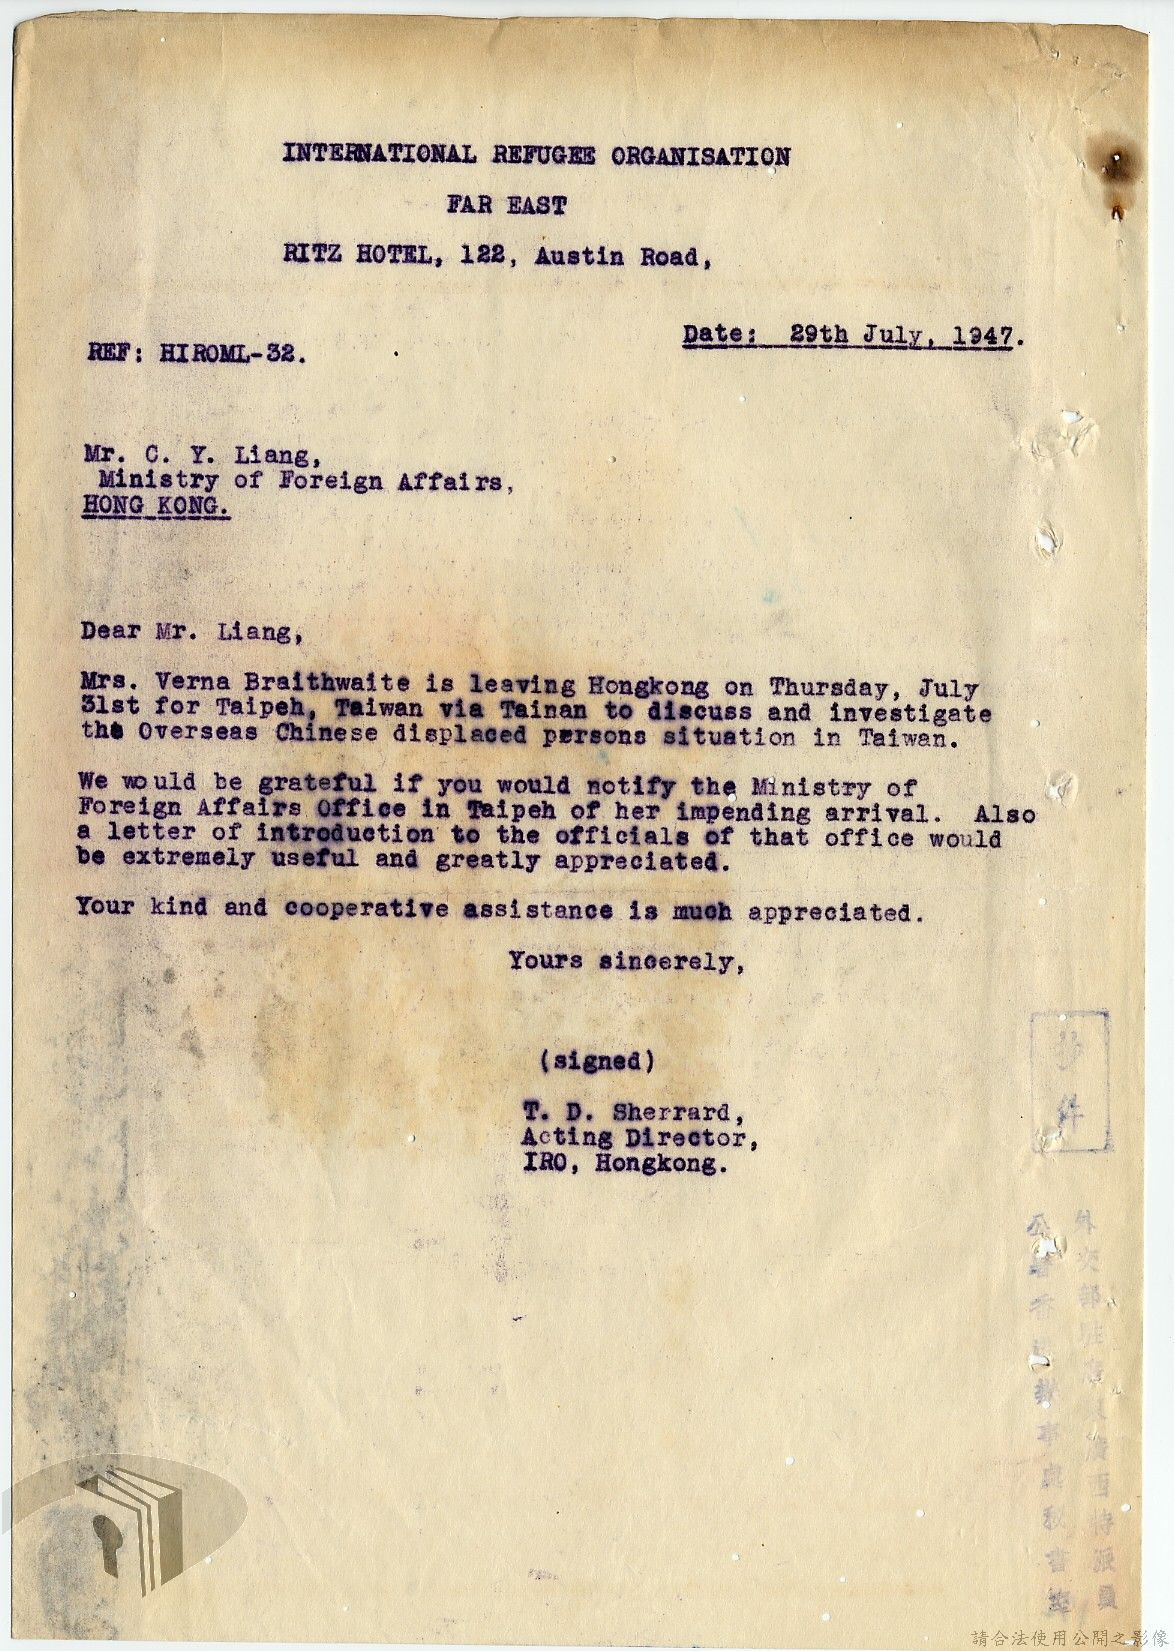 INTERNATIONAL REFUGEE ORGANISATION
FAR EAST
RITZ HOTEL, 122, Austin Road,
Date: 29th July, 1947.
REF: HIROML-32.
Mr. C. Y. Liang,
Ministry of Foreign Affairs,
HONG KONG.
Dear Mr. Liang,
Mrs. Verna Braithwaite is leaving Hongkong on Thursday, July
31st for Taipeh, Taiwan via Tainan to discuss and investigate
the Overseas Chinese displaced persons situation in Taiwan.
We would be grateful if you would notify the Ministry of
Foreign Affairs Office in Taipeh of her impending arrival. Also
a letter of introduction to the officials of that office would
be extremely useful and greatly appreciated.
Your kind and cooperative assistance is much appreciated.
Yours sincerely,
(signed)
T. D. Sherrard,
Acting Director,
IRO, Hongkong.
請合法使用公開之影像